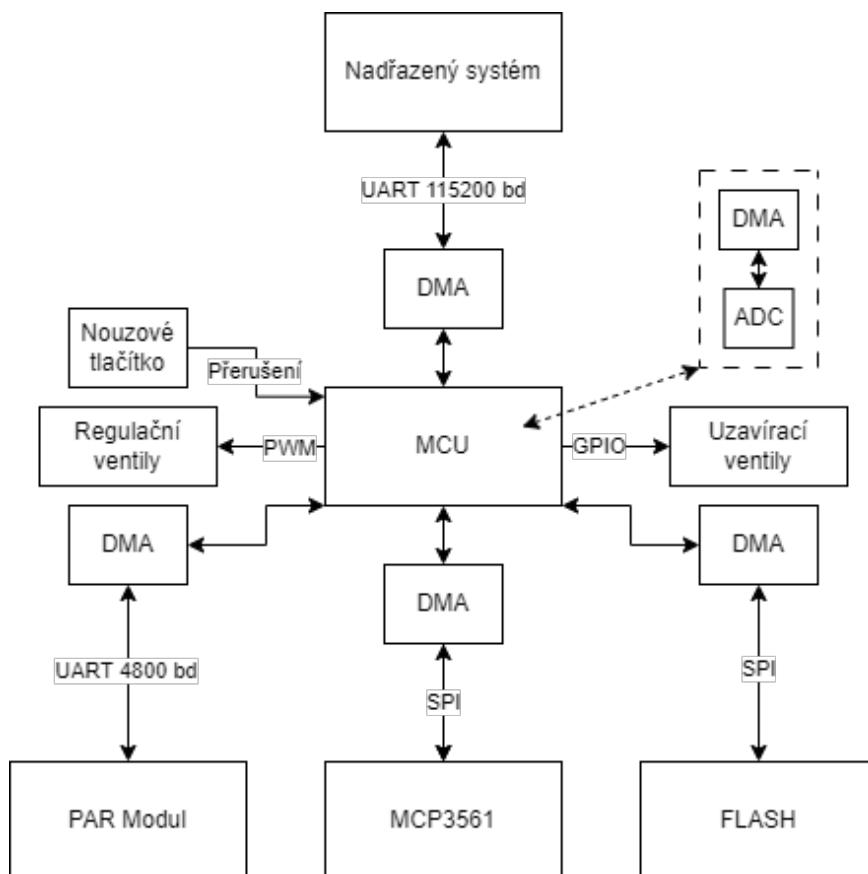 Nadřazený systém
UART 115200 bd
DMA
DMA
ADC
Nouzové
tlačítko
Přerušení
Regulační
ventily
PWM
MCU
GPIO
Uzavírací
ventily
DMA
DMA
DMA
UART 4800 bd
SPI
SPI
PAR Modul
MCP3561
FLASH